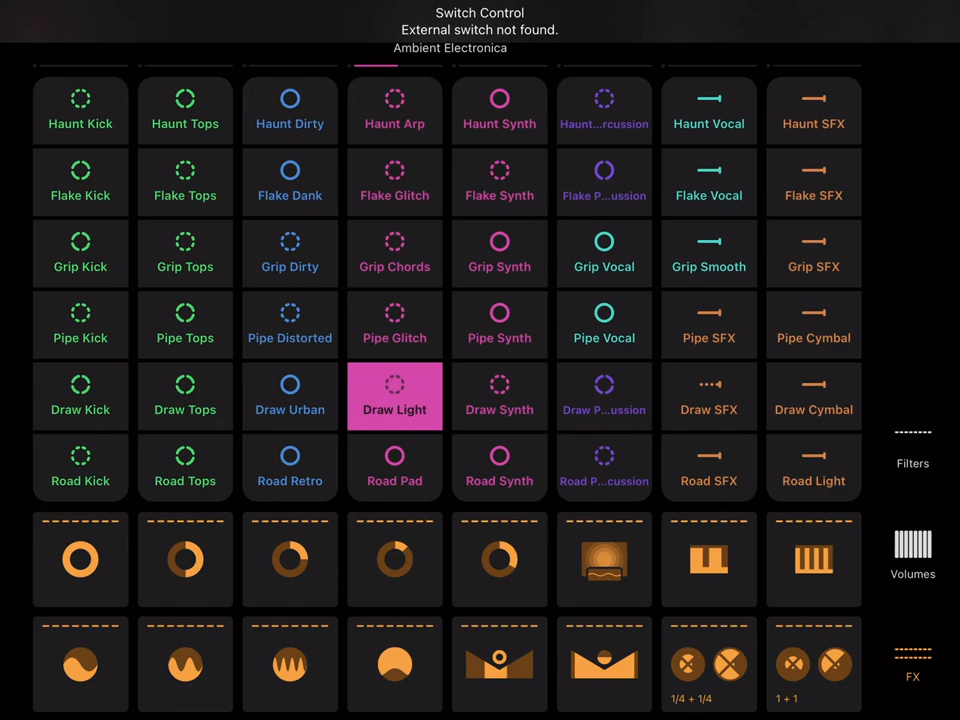 Switch Control
External switch not found.
Ambient Electronica
Haunt Kick Haunt Tops Haunt Dirty Haunt Arp Haunt Synth Haunt...rcussion Haunt Vocal Haunt SFX
Flake Kick Flake Tops Flake Dank Flake Glitch Flake Synth Flake P...ussion Flake Vocal Flake SFX
Grip Kick Grip Tops Grip Dirty Grip Chords Grip Synth Grip Vocal Grip Smooth Grip SFX
Pipe Kick Pipe Tops Pipe Distorted Pipe Glitch Pipe Synth Pipe Vocal Pipe SFX Pipe Cymbal
Draw Kick Draw Tops Draw Urban Draw Light Draw Synth Draw P...ussion Draw SFX Draw Cymbal
Filters
Road Kick Road Tops Road Retro Road Pad Road Synth Road P...cussion Road SFX Road Light
Volumes
FX
1/4 + 1/4 1 + 1